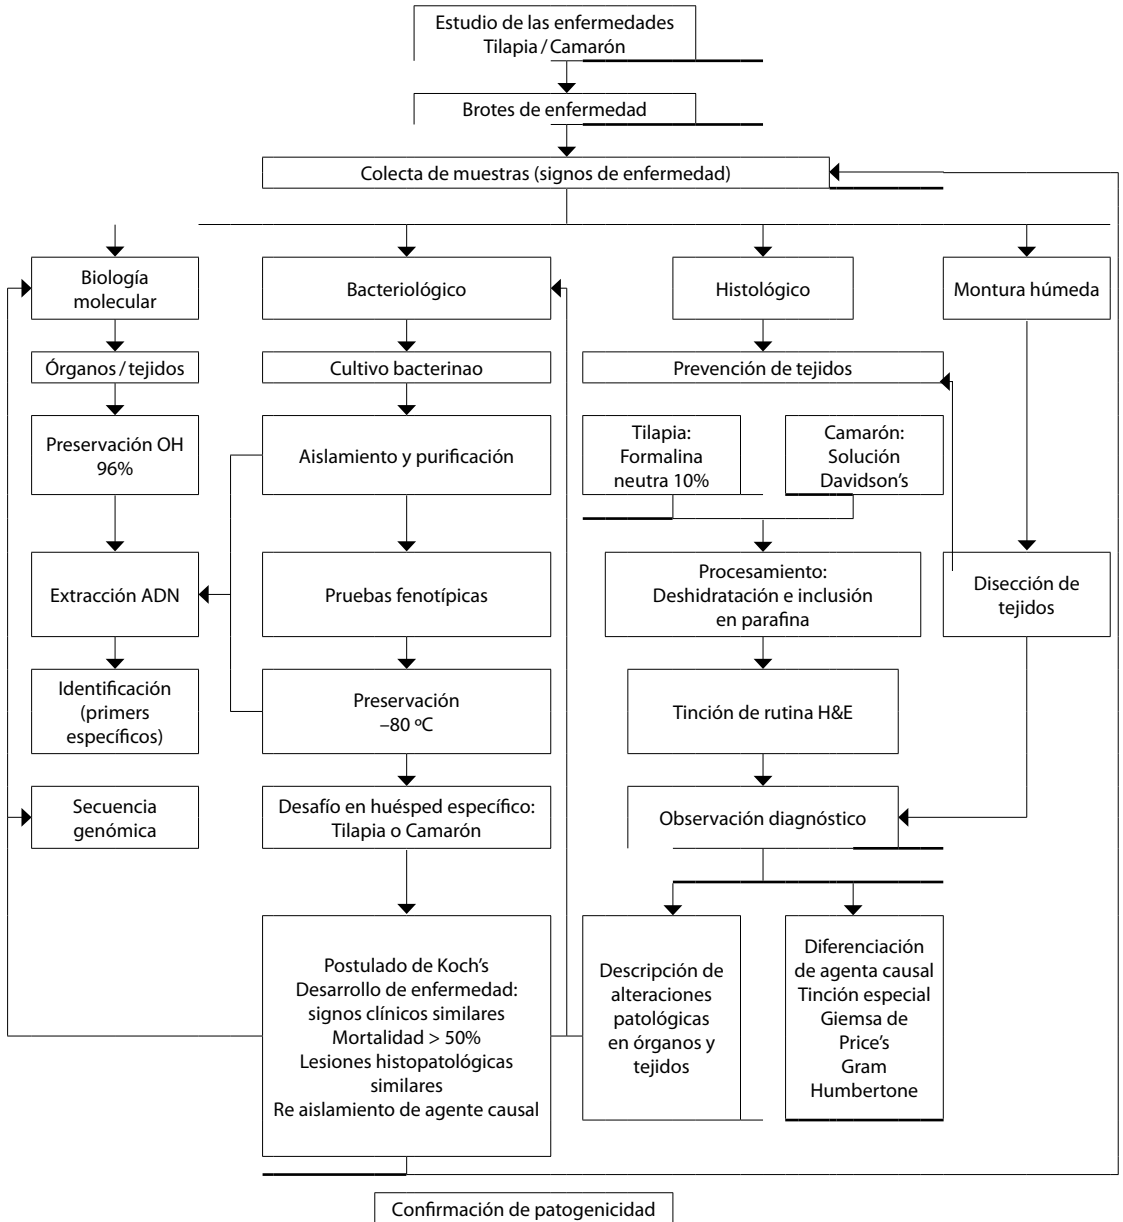 Estudio de las enfermedades
Tilapia / Camarón
Brotes de enfermedad
Colecta de muestras (signos de enfermedad)
Biología
molecular
Bacteriológico
Histológico
Montura húmeda
Órganos / tejidos
Cultivo bacterinao
Prevención de tejidos
Preservación OH
96%
Aislamiento y purificación
Tilapia:
Formalina
neutra 10%
Camarón:
Solución
Davidson's
Extracción ADN
Pruebas fenotípicas
Procesamiento:
Deshidratación e inclusión
en parafina
Disección de
tejidos
Identificación
(primers
específicos)
Preservación
–80 ºC
Tinción de rutina H&E
Secuencia
genómica
Desafío en huésped específico:
Tilapia o Camarón
Observación diagnóstico
Postulado de Koch's
Desarrollo de enfermedad:
signos clínicos similares
Mortalidad > 50%
Lesiones histopatológicas
similares
Re aislamiento de agente causal
Descripción de
alteraciones
patológicas
en órganos y
tejidos
Diferenciación
de agenta causal
Tinción especial
Giemsa de
Price's
Gram
Humbertone
Confirmación de patogenicidad